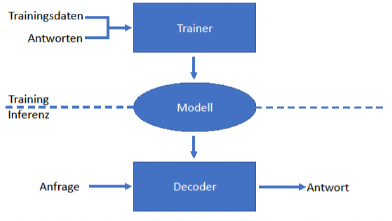 Trainingsdaten
Antworten
Trainer
Training
Inferenz
Modell
Anfrage
Decoder
Antwort